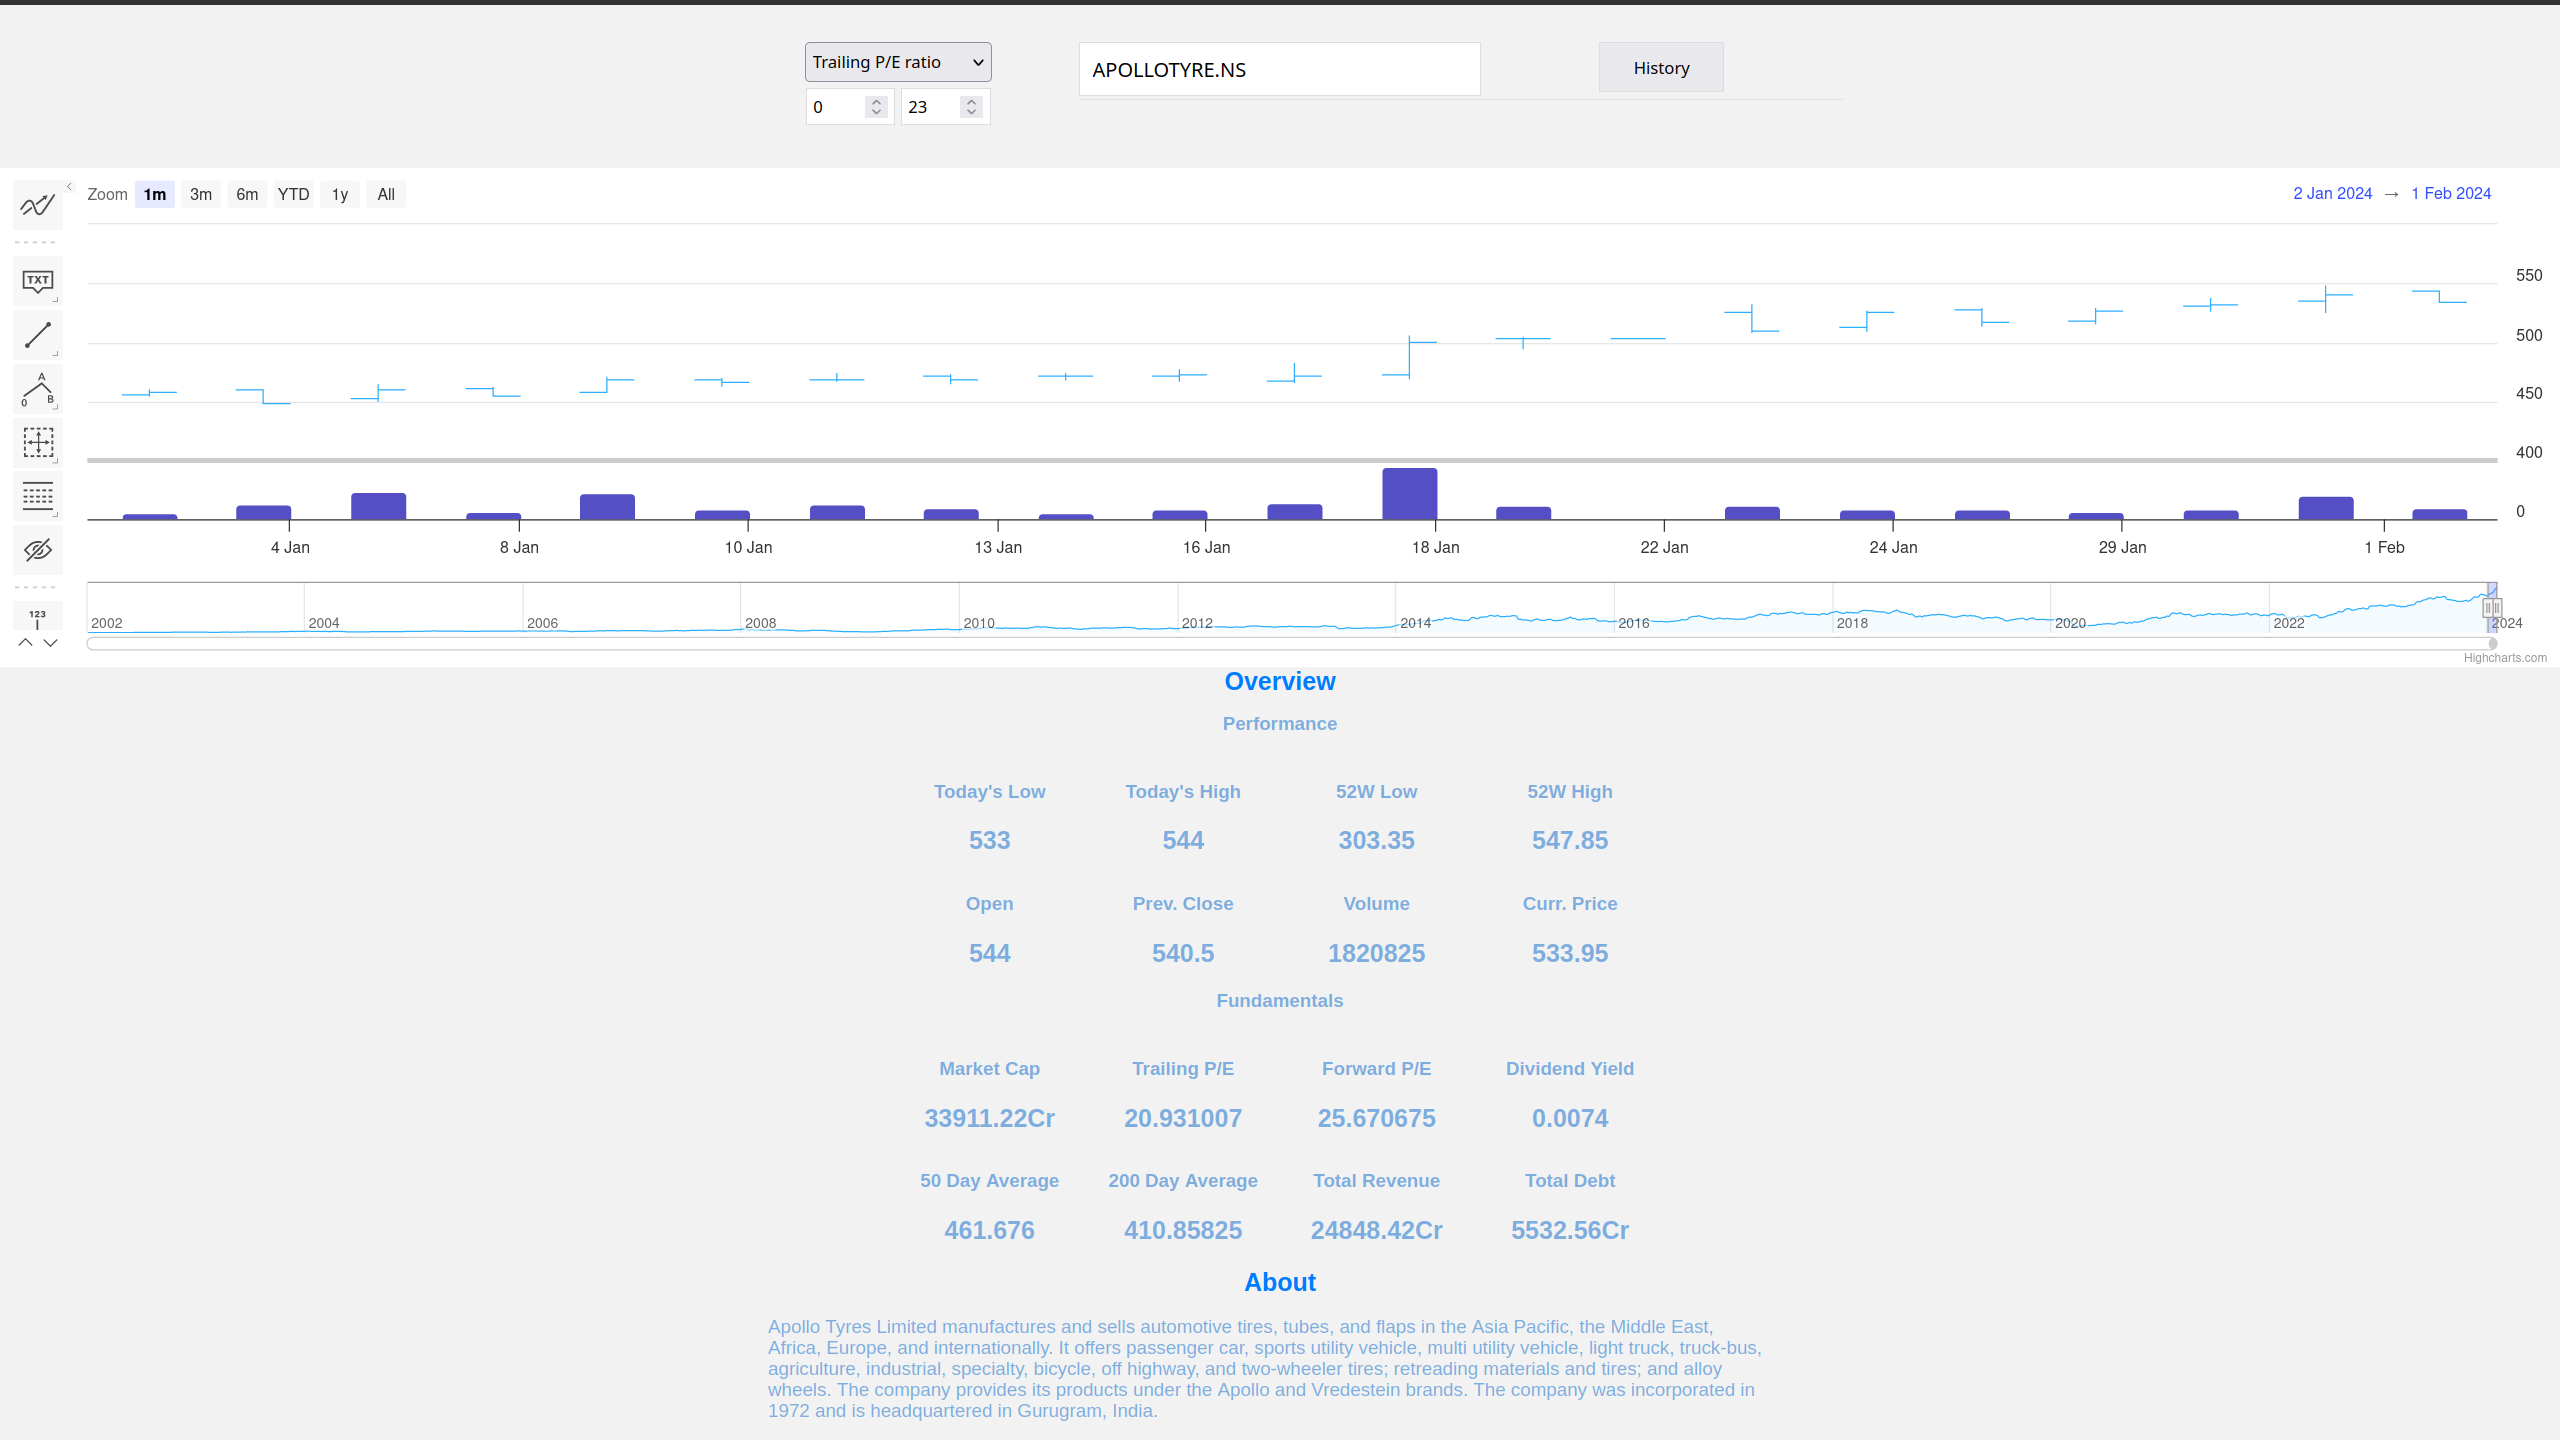 Trailing P/E ratio
APOLLOTYRE.NS
History
0 23
Zoom 1m 3m 6m YTD 1y All
2 Jan 2024 → 1 Feb 2024
TXT
A
0 B
123
550
500
450
400
0
4 Jan 8 Jan 10 Jan 13 Jan 16 Jan 18 Jan 22 Jan 24 Jan 29 Jan 1 Feb
2002 2004 2006 2008 2010 2012 2014 2016 2018 2020 2022 2024
Highcharts.com
Overview
Performance
Today's Low Today's High 52W Low 52W High
533 544 303.35 547.85
Open Prev. Close Volume Curr. Price
544 540.5 1820825 533.95
Fundamentals
Market Cap Trailing P/E Forward P/E Dividend Yield
33911.22Cr 20.931007 25.670675 0.0074
50 Day Average 200 Day Average Total Revenue Total Debt
461.676 410.85825 24848.42Cr 5532.56Cr
About
Apollo Tyres Limited manufactures and sells automotive tires, tubes, and flaps in the Asia Pacific, the Middle East,
Africa, Europe, and internationally. It offers passenger car, sports utility vehicle, multi utility vehicle, light truck, truck-bus,
agriculture, industrial, specialty, bicycle, off highway, and two-wheeler tires; retreading materials and tires; and alloy
wheels. The company provides its products under the Apollo and Vredestein brands. The company was incorporated in
1972 and is headquartered in Gurugram, India.